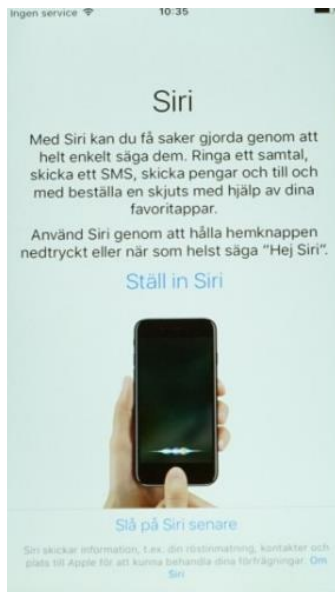 Ingen service
10:35
Siri
Med Siri kan du få saker gjorda genom att
helt enkelt säga dem. Ringa ett samtal,
skicka ett SMS, skicka pengar och till och
med beställa en skjuts med hjälp av dina
favoritappar.
Använd Siri genom att hålla hemknappen
nedtryckt eller när som helst säga ”Hej Siri”.
Ställ in Siri
Slå på Siri senare
Siri skickar information, t.ex. din röstinmatning, kontakter och
plats till Apple för att kunna behandla dina förfrågningar. Om
Siri